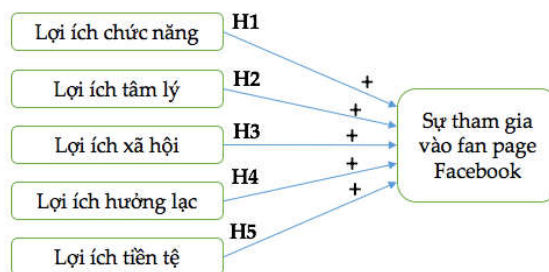 Lợi ích chức năng
H1
+
Lợi ích tâm lý
H2
+
Lợi ích xã hội
H3
+
Lợi ích hưởng lạc
H4
+
Lợi ích tiền tệ
H5
+
Sự tham gia
vào fan page
Facebook